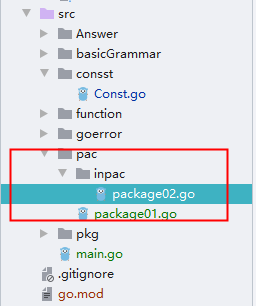 src
Answer
basicGrammar
consst
Const.go
function
goerror
pac
inpac
package02.go
package01.go
pkg
main.go
.gitignore
go.mod